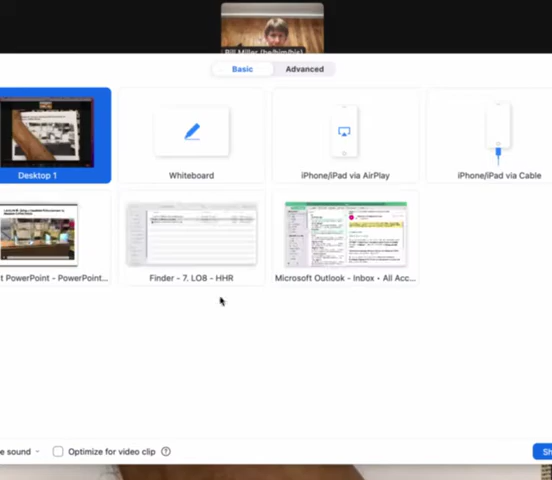 Bill Miller (he/him/his)
Basic Advanced
Desktop 1
Whiteboard
iPhone/iPad via AirPlay
iPhone/iPad via Cable
t PowerPoint - PowerPoint...
Finder - 7. LO8 - HHR
Microsoft Outlook - Inbox • All Acc...
e sound
Optimize for video clip
?
Sh